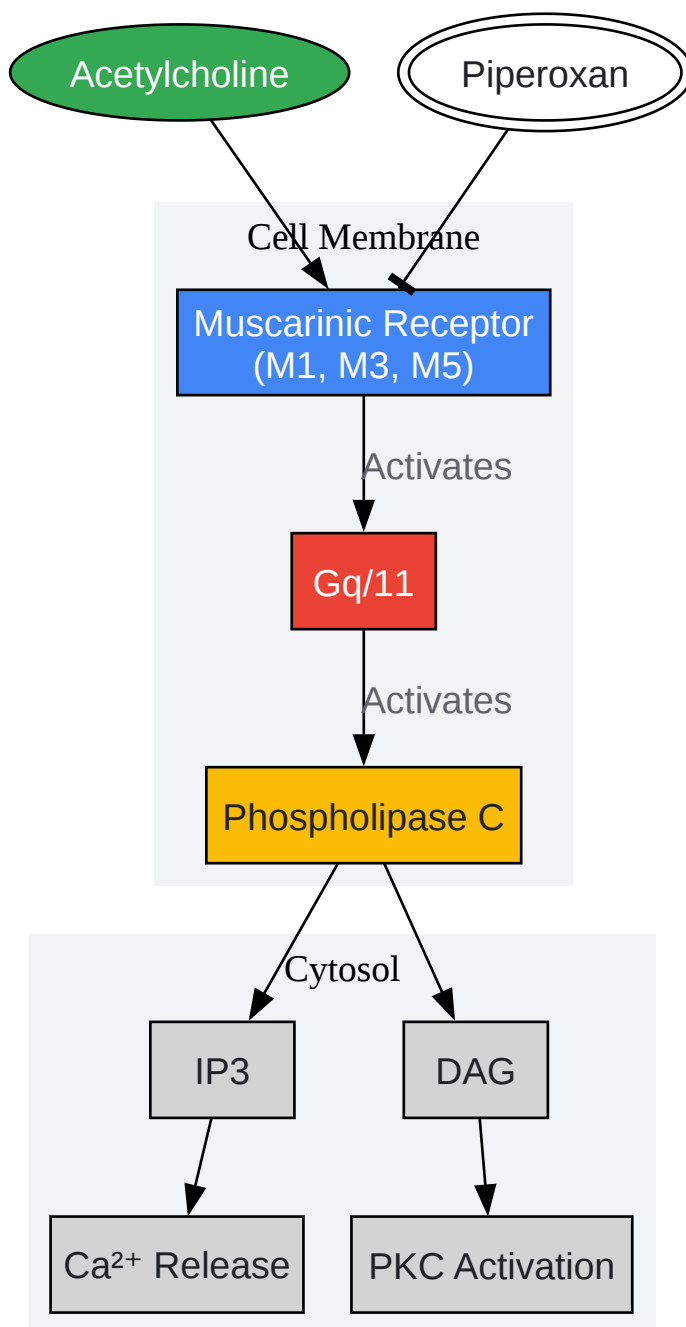 Acetylcholine
Piperoxan
Cell Membrane
Muscarinic Receptor
(M1, M3, M5)
Activates
Gq/11
Activates
Phospholipase C
Cytosol
IP3
DAG
Ca²⁺ Release
PKC Activation